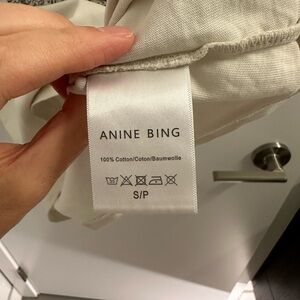 ANINE BING
100% Cotton/Coton/Baumwolle
S/P